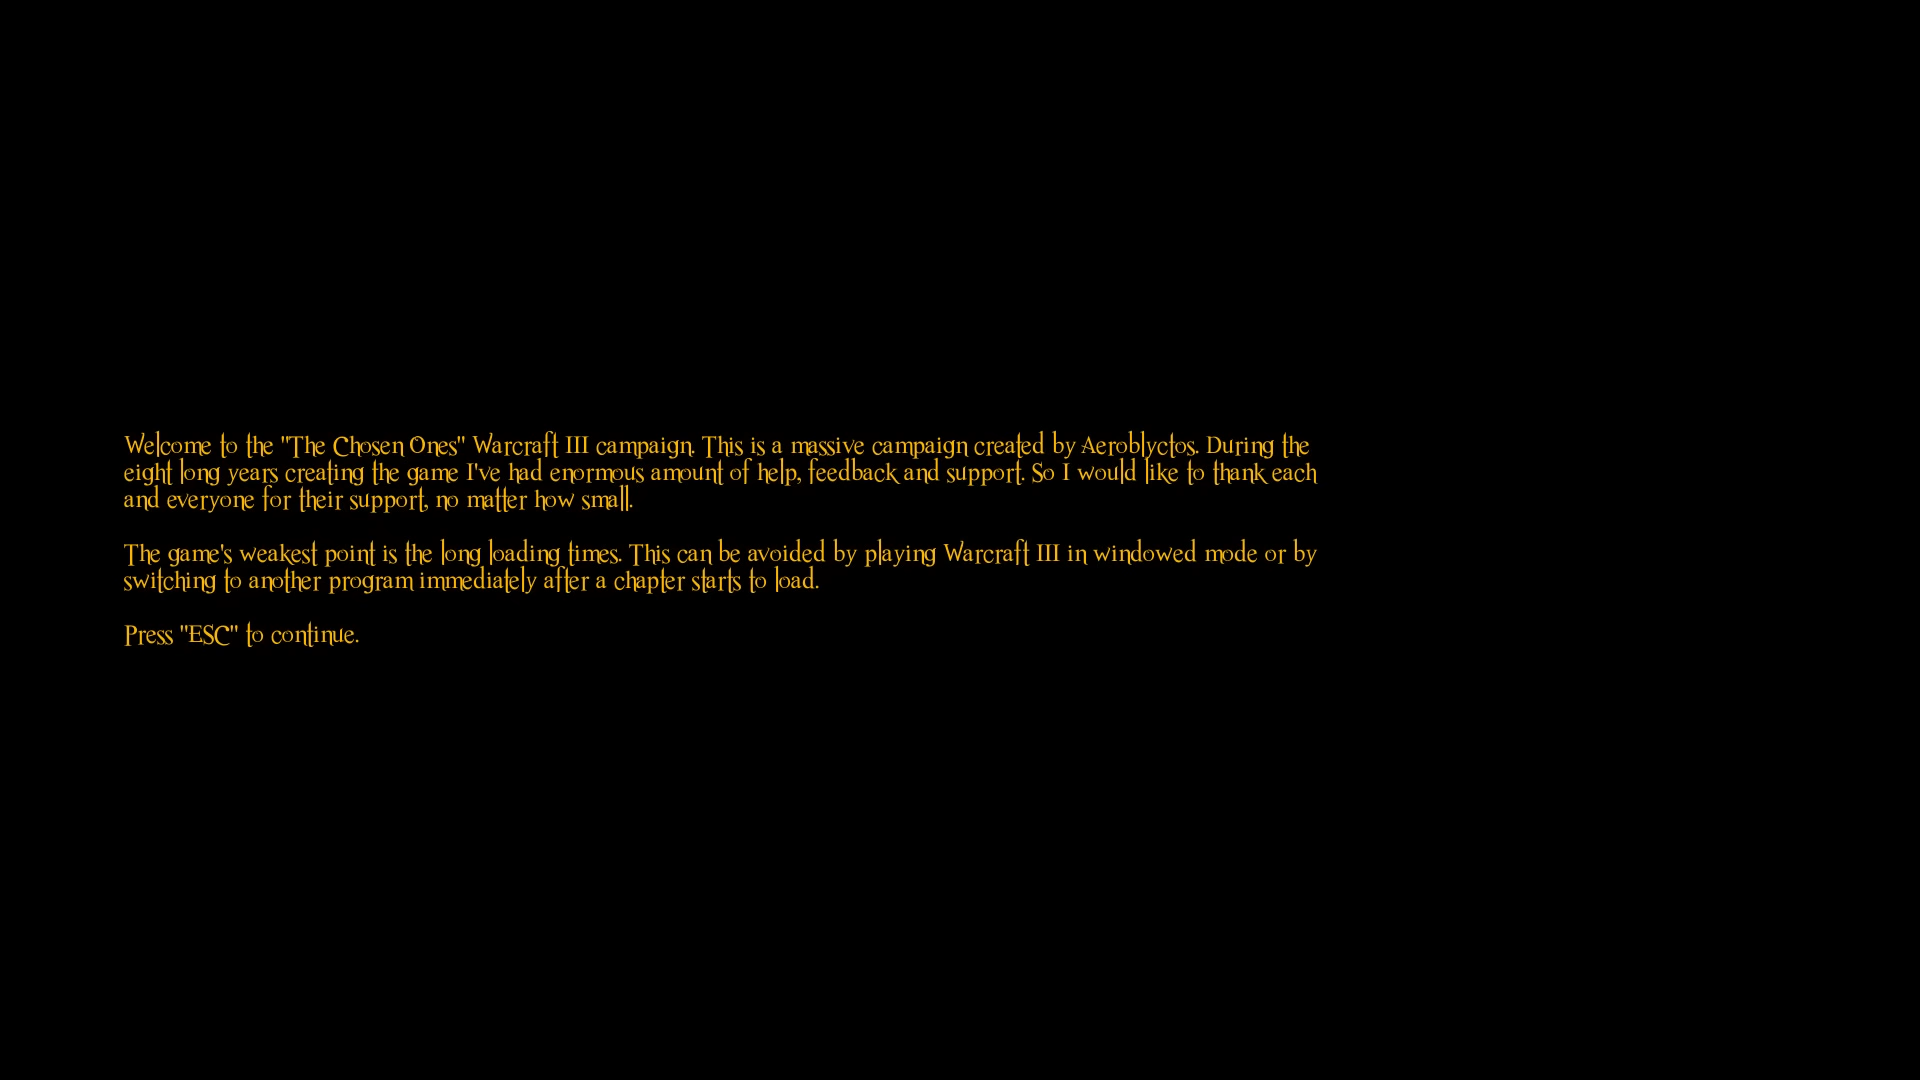 Welcome to the "The Chosen Ones" Warcraft III campaign. This is a massive campaign created by Aeroblyctos. During the
eight long years creating the game I've had enormous amount of help, feedback and support. So I would like to thank each
and everyone for their support, no matter how small.
The game's weakest point is the long loading times. This can be avoided by playing Warcraft III in windowed mode or by
switching to another program immediately after a chapter starts to load.
Press "ESC" to continue.